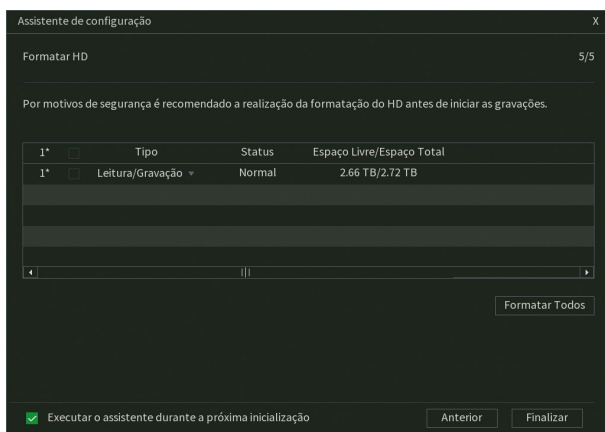 Assistente de configuração X
Formatar HD 5/5
Por motivos de segurança é recomendado a realização da formatação do HD antes de iniciar as gravações.
1* Tipo Status Espaço Livre/Espaço Total
1* Leitura/Gravação Normal 2.66 TB/2.72 TB
Formatar Todos
Executar o assistente durante a próxima inicialização Anterior Finalizar